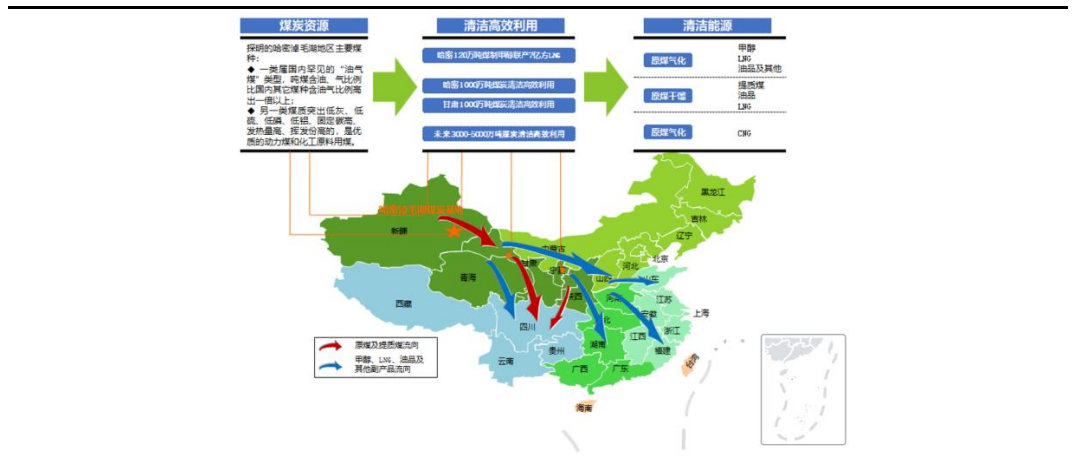 煤炭资源
探明的哈密淖毛湖地区主要煤
种:
◆ 一类属国内罕见的“油气
煤”类型,吨煤含油、气比例
比国内其它煤种含油气比例高
出一倍以上;
◆ 另一类煤质突出低灰、低
硫、低磷、低铝、固定碳高、
发热量高、挥发份高的,是优
质的动力煤和化工原料用煤。
清洁高效利用
哈密120万吨煤制甲醇联产7亿方LNG
哈密1000万吨煤炭清洁高效利用
甘肃1000万吨煤炭清洁高效利用
未来3000-5000万吨煤炭清洁高效利用
清洁能源
原煤气化
甲醇
LNG
油品及其他
原煤干馏
提质煤
油品
LNG
原煤气化
CNG
黑龙江
吉林
辽宁
内蒙古
北京
河北
新疆
甘肃
山东
青海
陕西
江苏
西藏
安徽
上海
四川
浙江
江西
湖南
贵州
福建
云南
广西
广东
台湾
海南
原煤及提质煤流向
甲醇、LNG、油品及
其他副产品流向